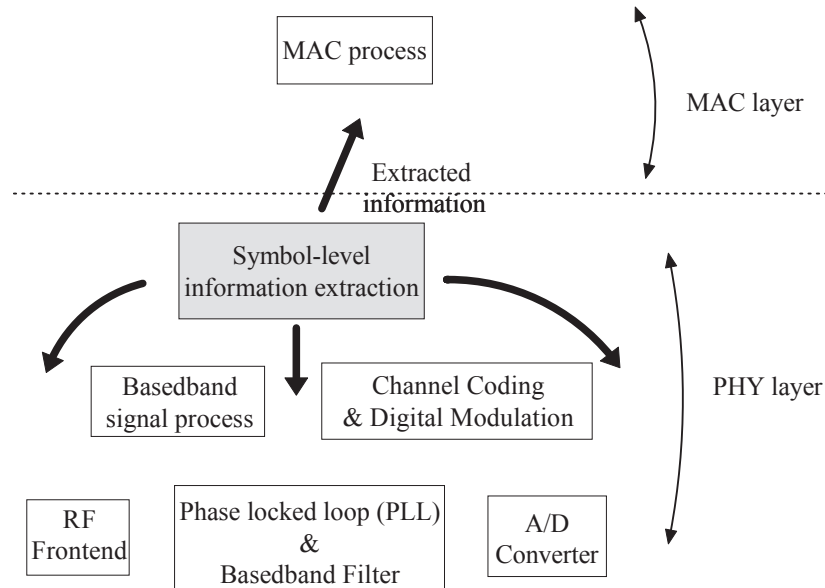 MAC process
MAC layer
Extracted
information
Symbol-level
information extraction
Basedband
signal process
Channel Coding
& Digital Modulation
PHY layer
RF
Frontend
Phase locked loop (PLL)
&
Basedband Filter
A/D
Converter